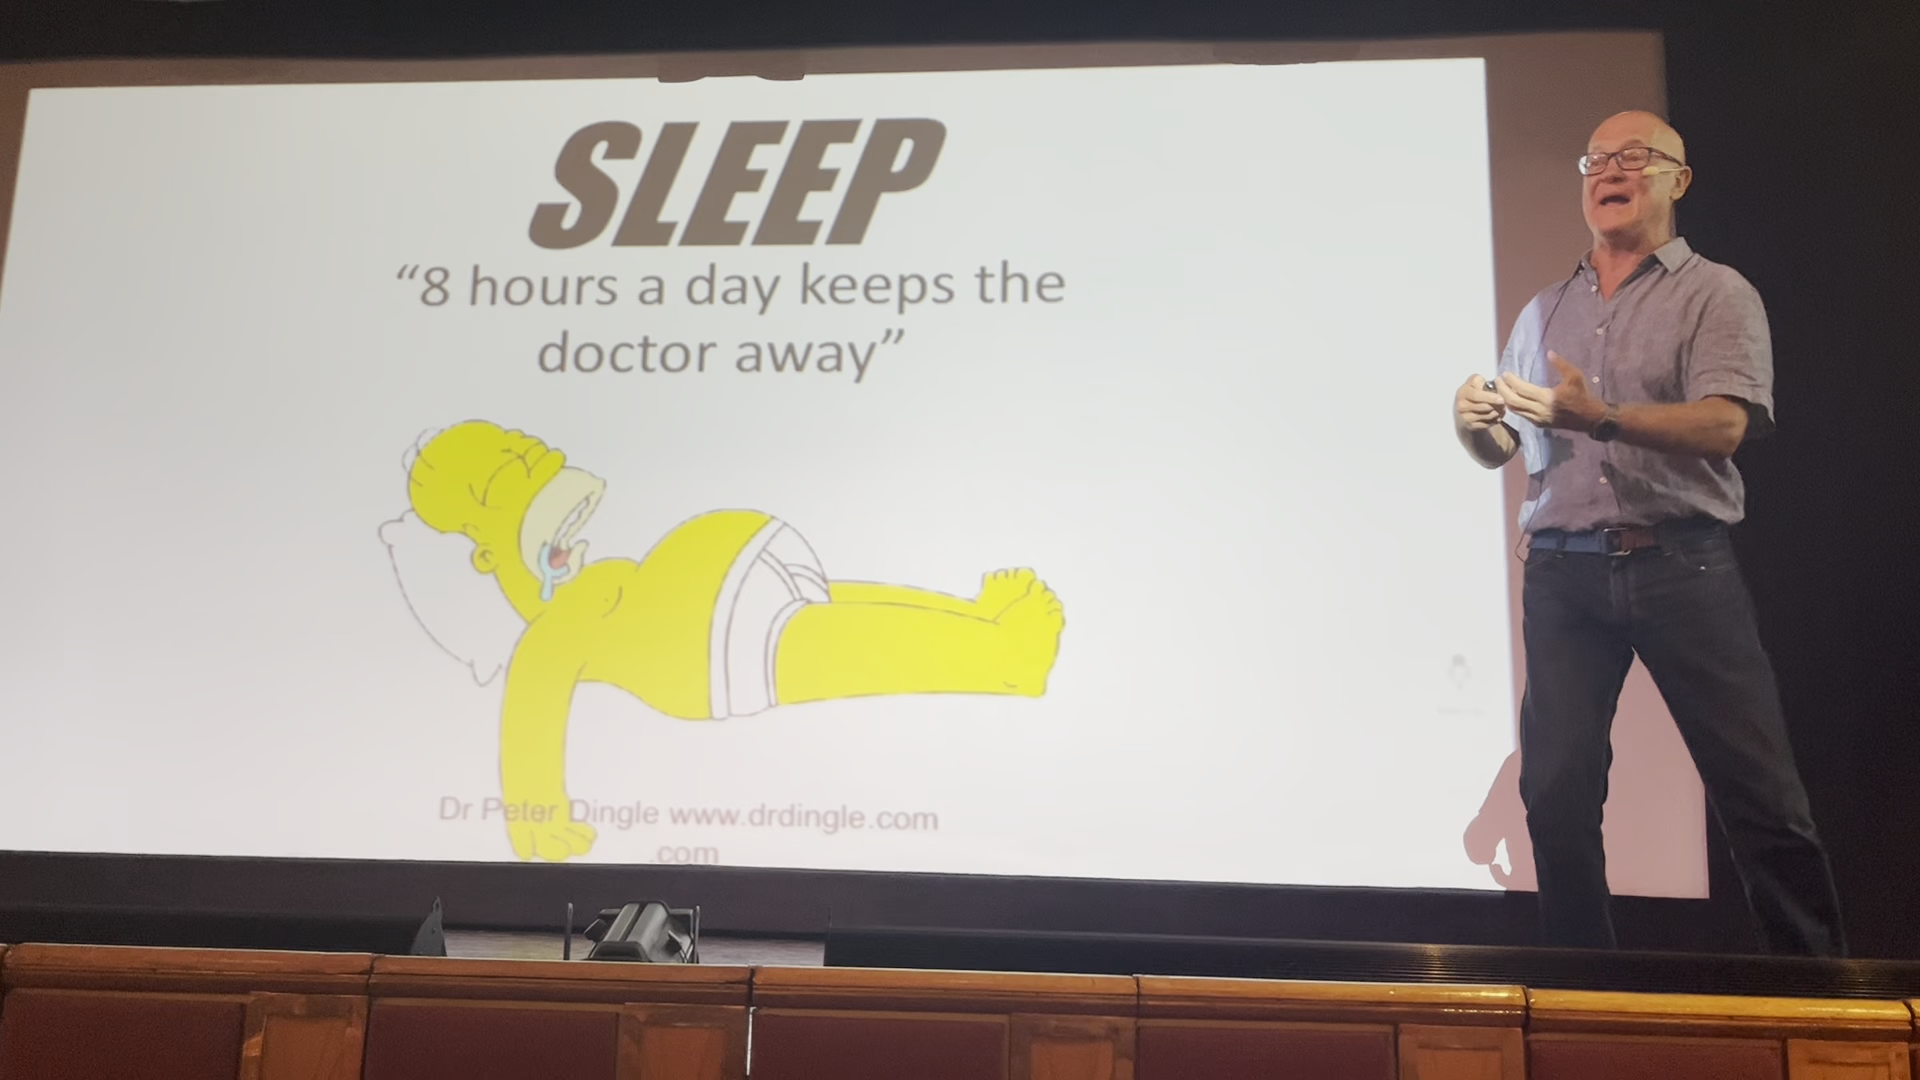 SLEEP
“8 hours a day keeps the
doctor away”
Dr Peter Dingle www.drdingle.com
.com